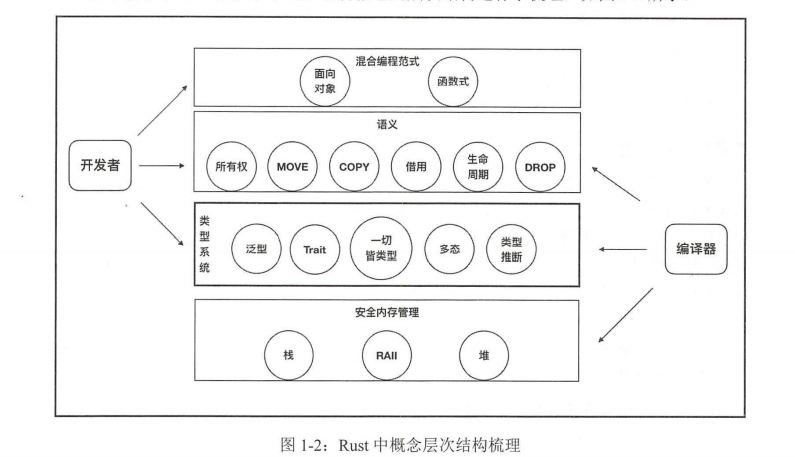 混合编程范式
面向
对象
函数式
语义
开发者
所有权
MOVE
COPY
借用
生命
周期
DROP
类
型
系
统
泛型
Trait
一切
皆类型
多态
类型
推断
编译器
安全内存管理
栈
RAII
堆
图 1-2：Rust 中概念层次结构梳理